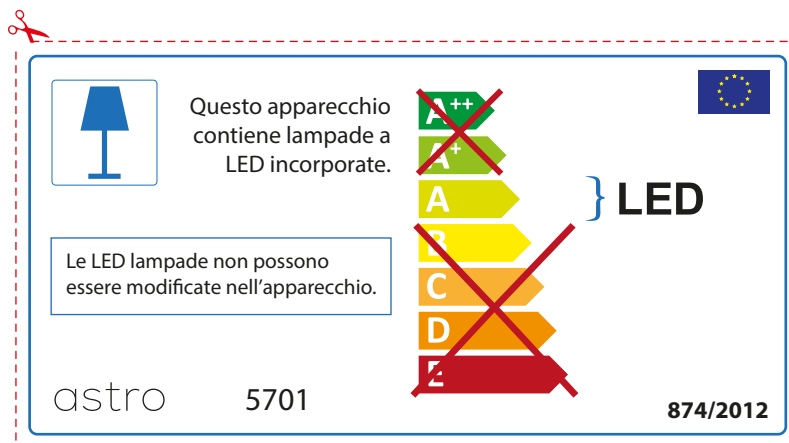 Questo apparecchio
contiene lampade a
LED incorporate.
Le LED lampade non possono
essere modificate nell'apparecchio.
A++
A+
A
B
C
D
E
LED
astro
5701
874/2012